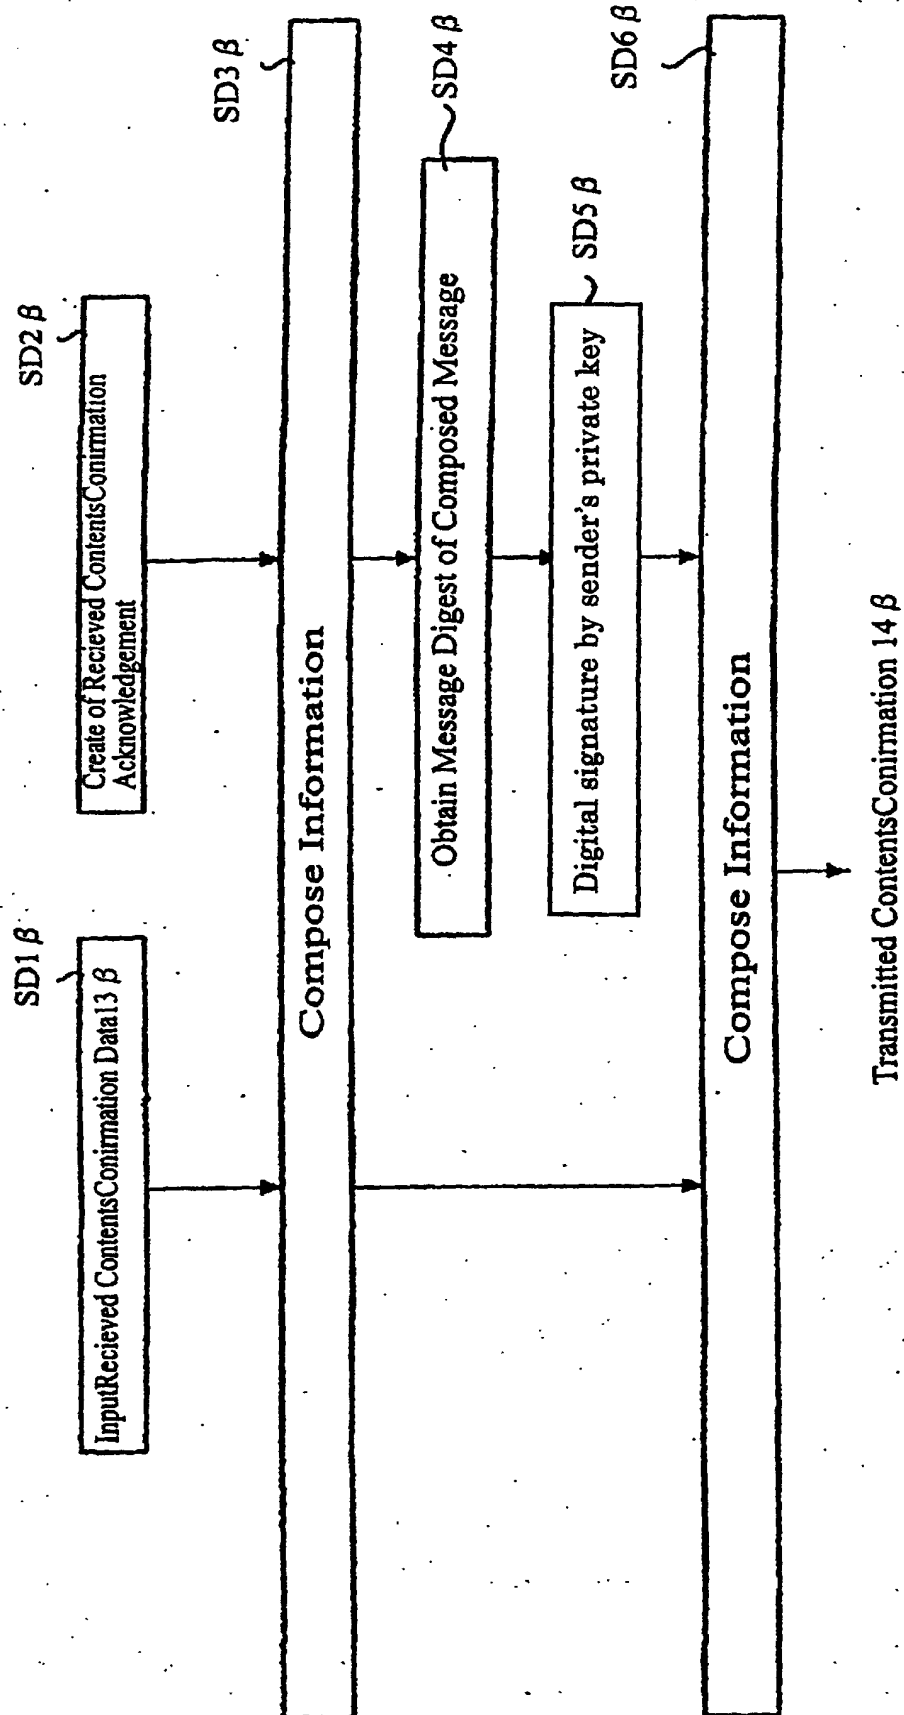 SD1 β
InputRecieved ContentsConirmation Data13 β
SD2 β
Create of Recieved ContentsConirmation
Acknowledgement
SD3 β
Compose Information
SD4 β
Obtain Message Digest of Composed Message
SD5 β
Digital signature by sender's private key
SD6 β
Compose Information
Transmitted ContentsConirmation 14 β